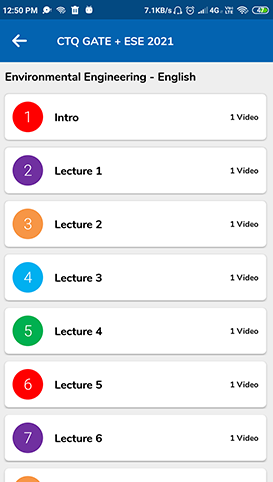 12:50 PM 7.1KB/s 4G VoLTE 47
CTQ GATE + ESE 2021
Environmental Engineering - English
1 Intro 1 Video
2 Lecture 1 1 Video
3 Lecture 2 1 Video
4 Lecture 3 1 Video
5 Lecture 4 1 Video
6 Lecture 5 1 Video
7 Lecture 6 1 Video